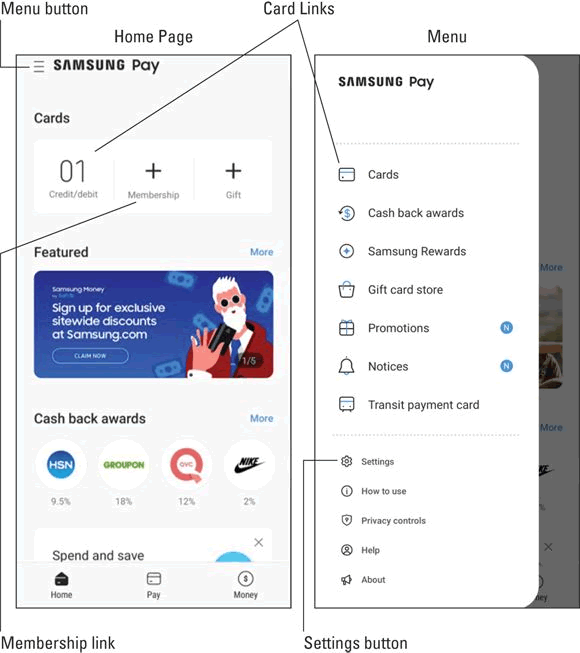 Menu button
Card Links
Home Page
Menu
SAMSUNG Pay
Cards
01
Credit/debit
Membership
Gift
Featured
More
Samsung Money
by SoFi
Sign up for exclusive
sitewide discounts
at Samsung.com
CLAIM NOW
1/5
Cash back awards
More
HSN
GROUPON
QVC
NIKE
9.5%
18%
12%
2%
Spend and save
Home
Pay
Money
SAMSUNG Pay
Cards
Cash back awards
Samsung Rewards
Gift card store
Promotions
N
Notices
N
Transit payment card
Settings
How to use
Privacy controls
Help
About
More
More
2%
ney
Membership link
Settings button